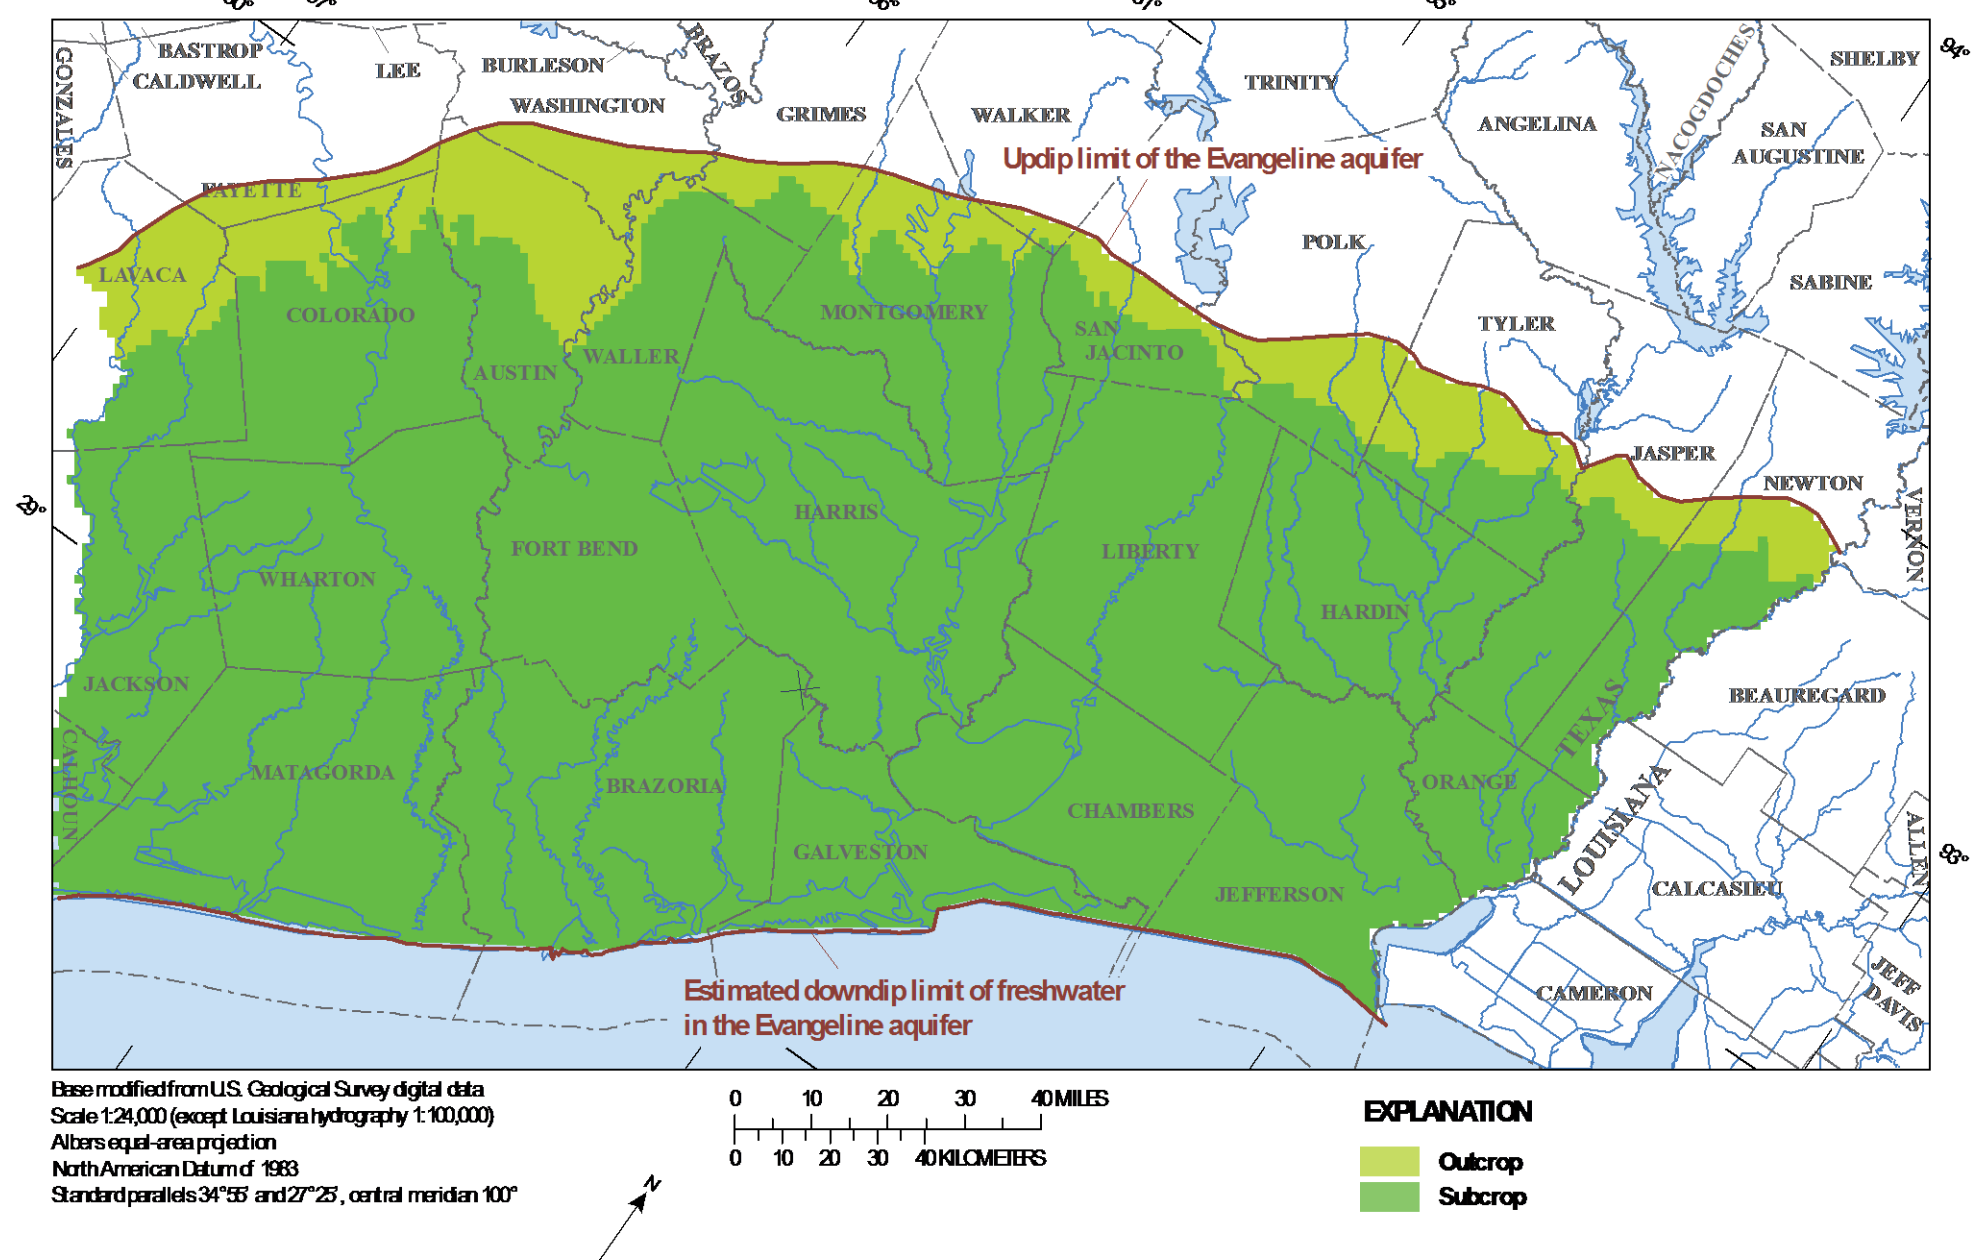 94°
GONZALES
BASTROP
CALDWELL
LEE
BURLESON
WASHINGTON
BRAZOS
GRIMES
WALKER
TRINITY
ANGELINA
NACOGDOCHES
SHELBY
SAN
AUGUSTINE
Updip limit of the Evangeline aquifer
FAYETTE
LAVACA
COLORADO
AUSTIN
WALLER
MONTGOMERY
SAN
JACINTO
POLK
TYLER
SABINE
JASPER
NEWTON
VERNON
29°
HARRIS
FORT BEND
WHARTON
LIBERTY
HARDIN
JACKSON
CALHOUN
MATAGORDA
BRAZORIA
GALVESTON
CHAMBERS
JEFFERSON
ORANGE
TEXAS
LOUISIANA
BEAUREGARD
ALLEN
93°
CALCASIEU
CAMERON
JEFF
DAVIS
Estimated downdip limit of freshwater
in the Evangeline aquifer
Base modified from U.S. Geological Survey digital data
Scale 1:24,000 (except Louisiana hydrography 1:100,000)
Albers equal-area projection
North American Datum of 1983
Standard parallels 34°55' and 27°25', central meridian 100°
0 10 20 30 40 MILES
0 10 20 30 40 KILOMETERS
N
EXPLANATION
Outcrop
Subcrop